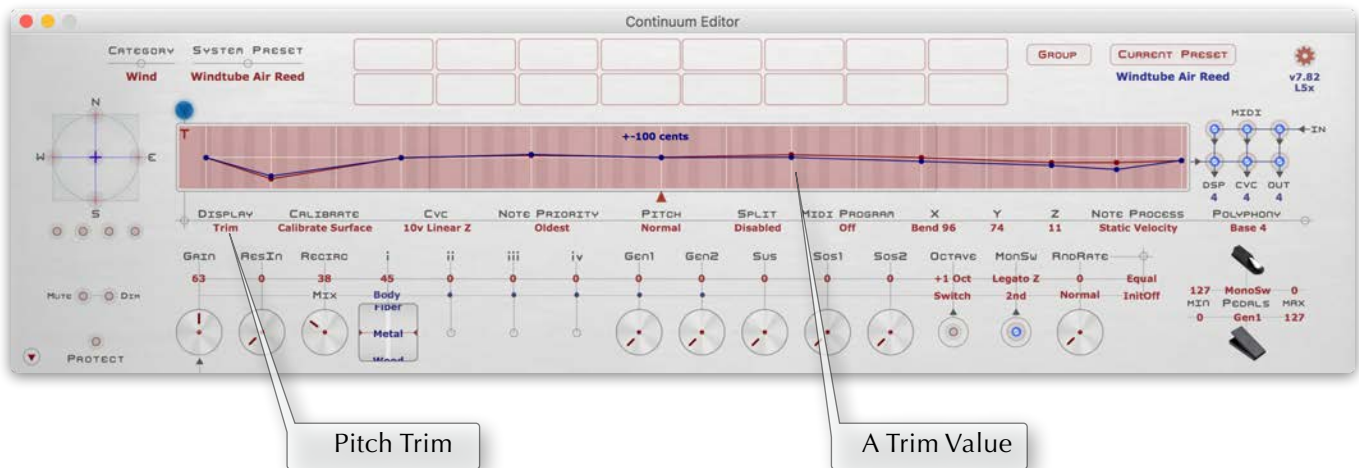 Continuum Editor
Category System Preset Group Current Preset
Wind Windtube Air Reed Windtube Air Reed v7.82
L5x
N
MIDI
T +-100 cents IN
W E
DSP CVC OUT
S 4 4 4
Display Calibrate Cvc Note Priority Pitch Split Midi Program X Y Z Note Process Polyphony
Trim Calibrate Surface 10v Linear Z Oldest Normal Disabled Off Bend 96 74 11 Static Velocity Base 4
Gain ResIn Recirc i ii iii iv Gen1 Gen2 Sus Sos1 Sos2 Octave MonSw RndRate
63 0 38 45 0 0 0 0 0 0 0 0 +1 Oct Legato Z 0 Equal
Mute Dim Mix Body Switch 2nd Normal InitOff 127 MonoSw 0
Fiber Min Pedals Max
Metal 0 Gen1 127
Wood
Protect
Pitch Trim A Trim Value